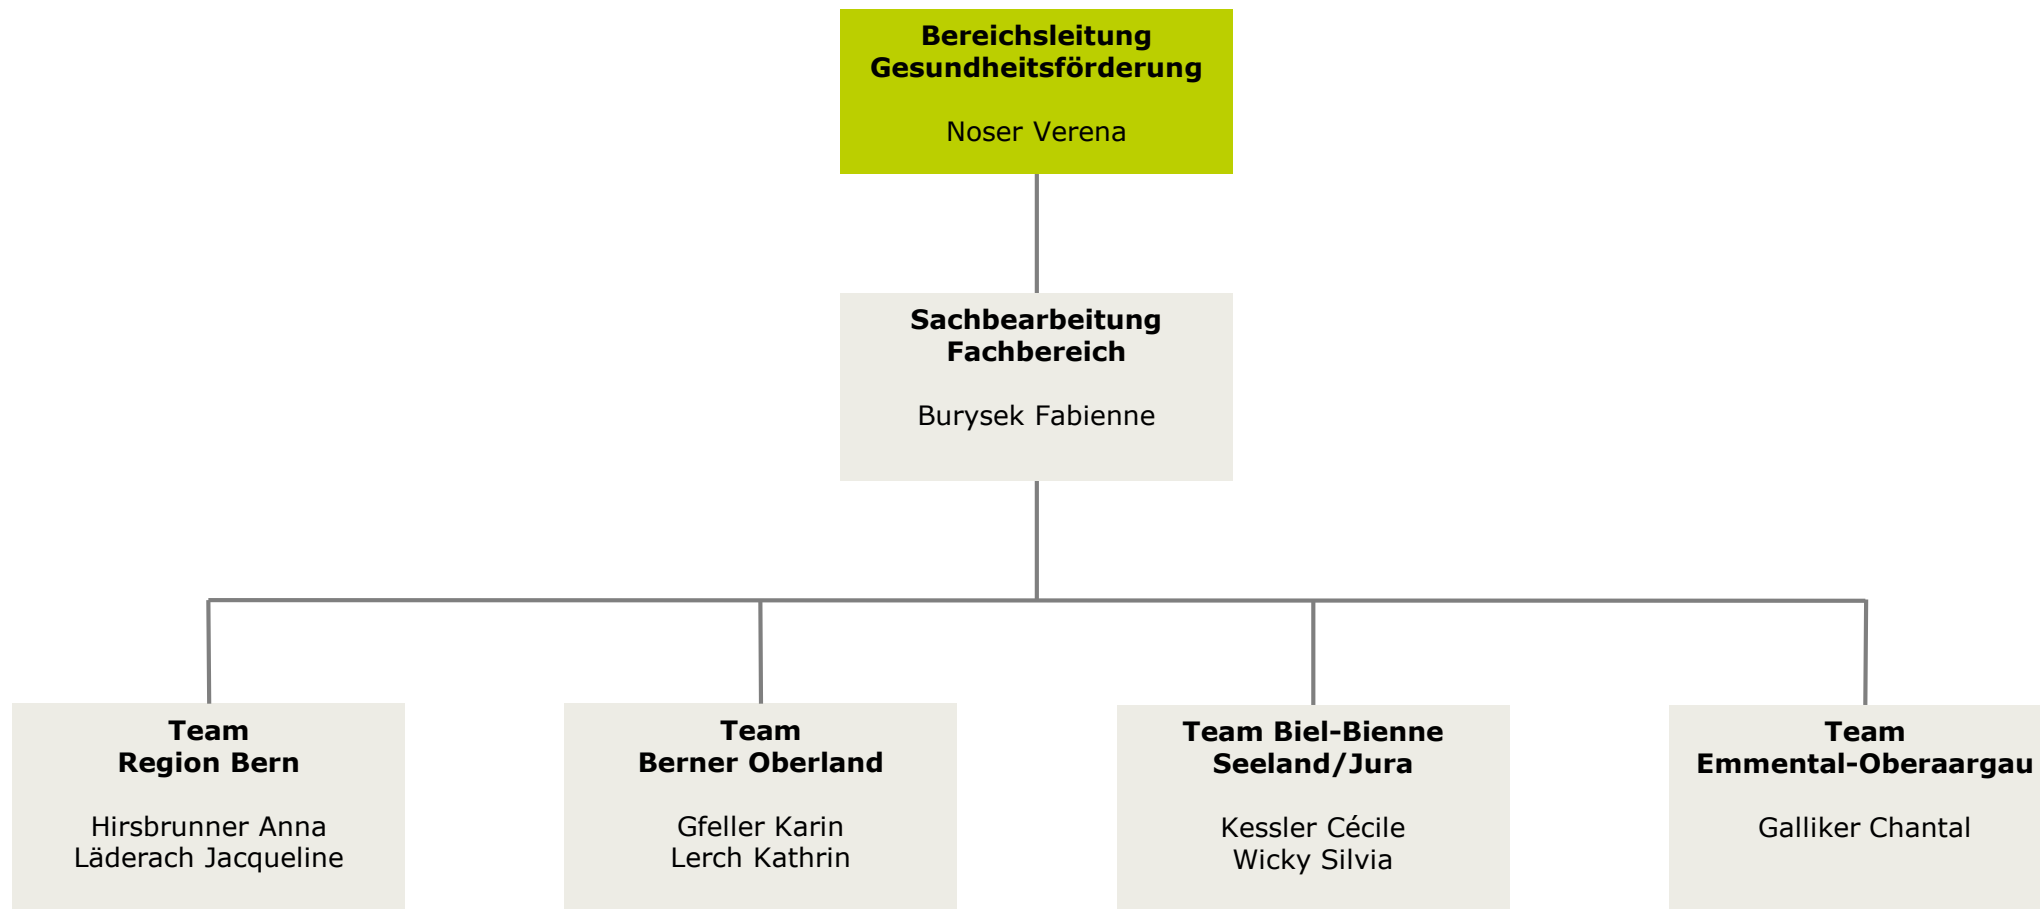 Bereichsleitung
Gesundheitsförderung
Noser Verena
Sachbearbeitung
Fachbereich
Burysek Fabienne
Team
Region Bern
Hirsbrunner Anna
Läderach Jacqueline
Team
Berner Oberland
Gfeller Karin
Lerch Kathrin
Team Biel-Bienne
Seeland/Jura
Kessler Cécile
Wicky Silvia
Team
Emmental-Oberaargau
Galliker Chantal